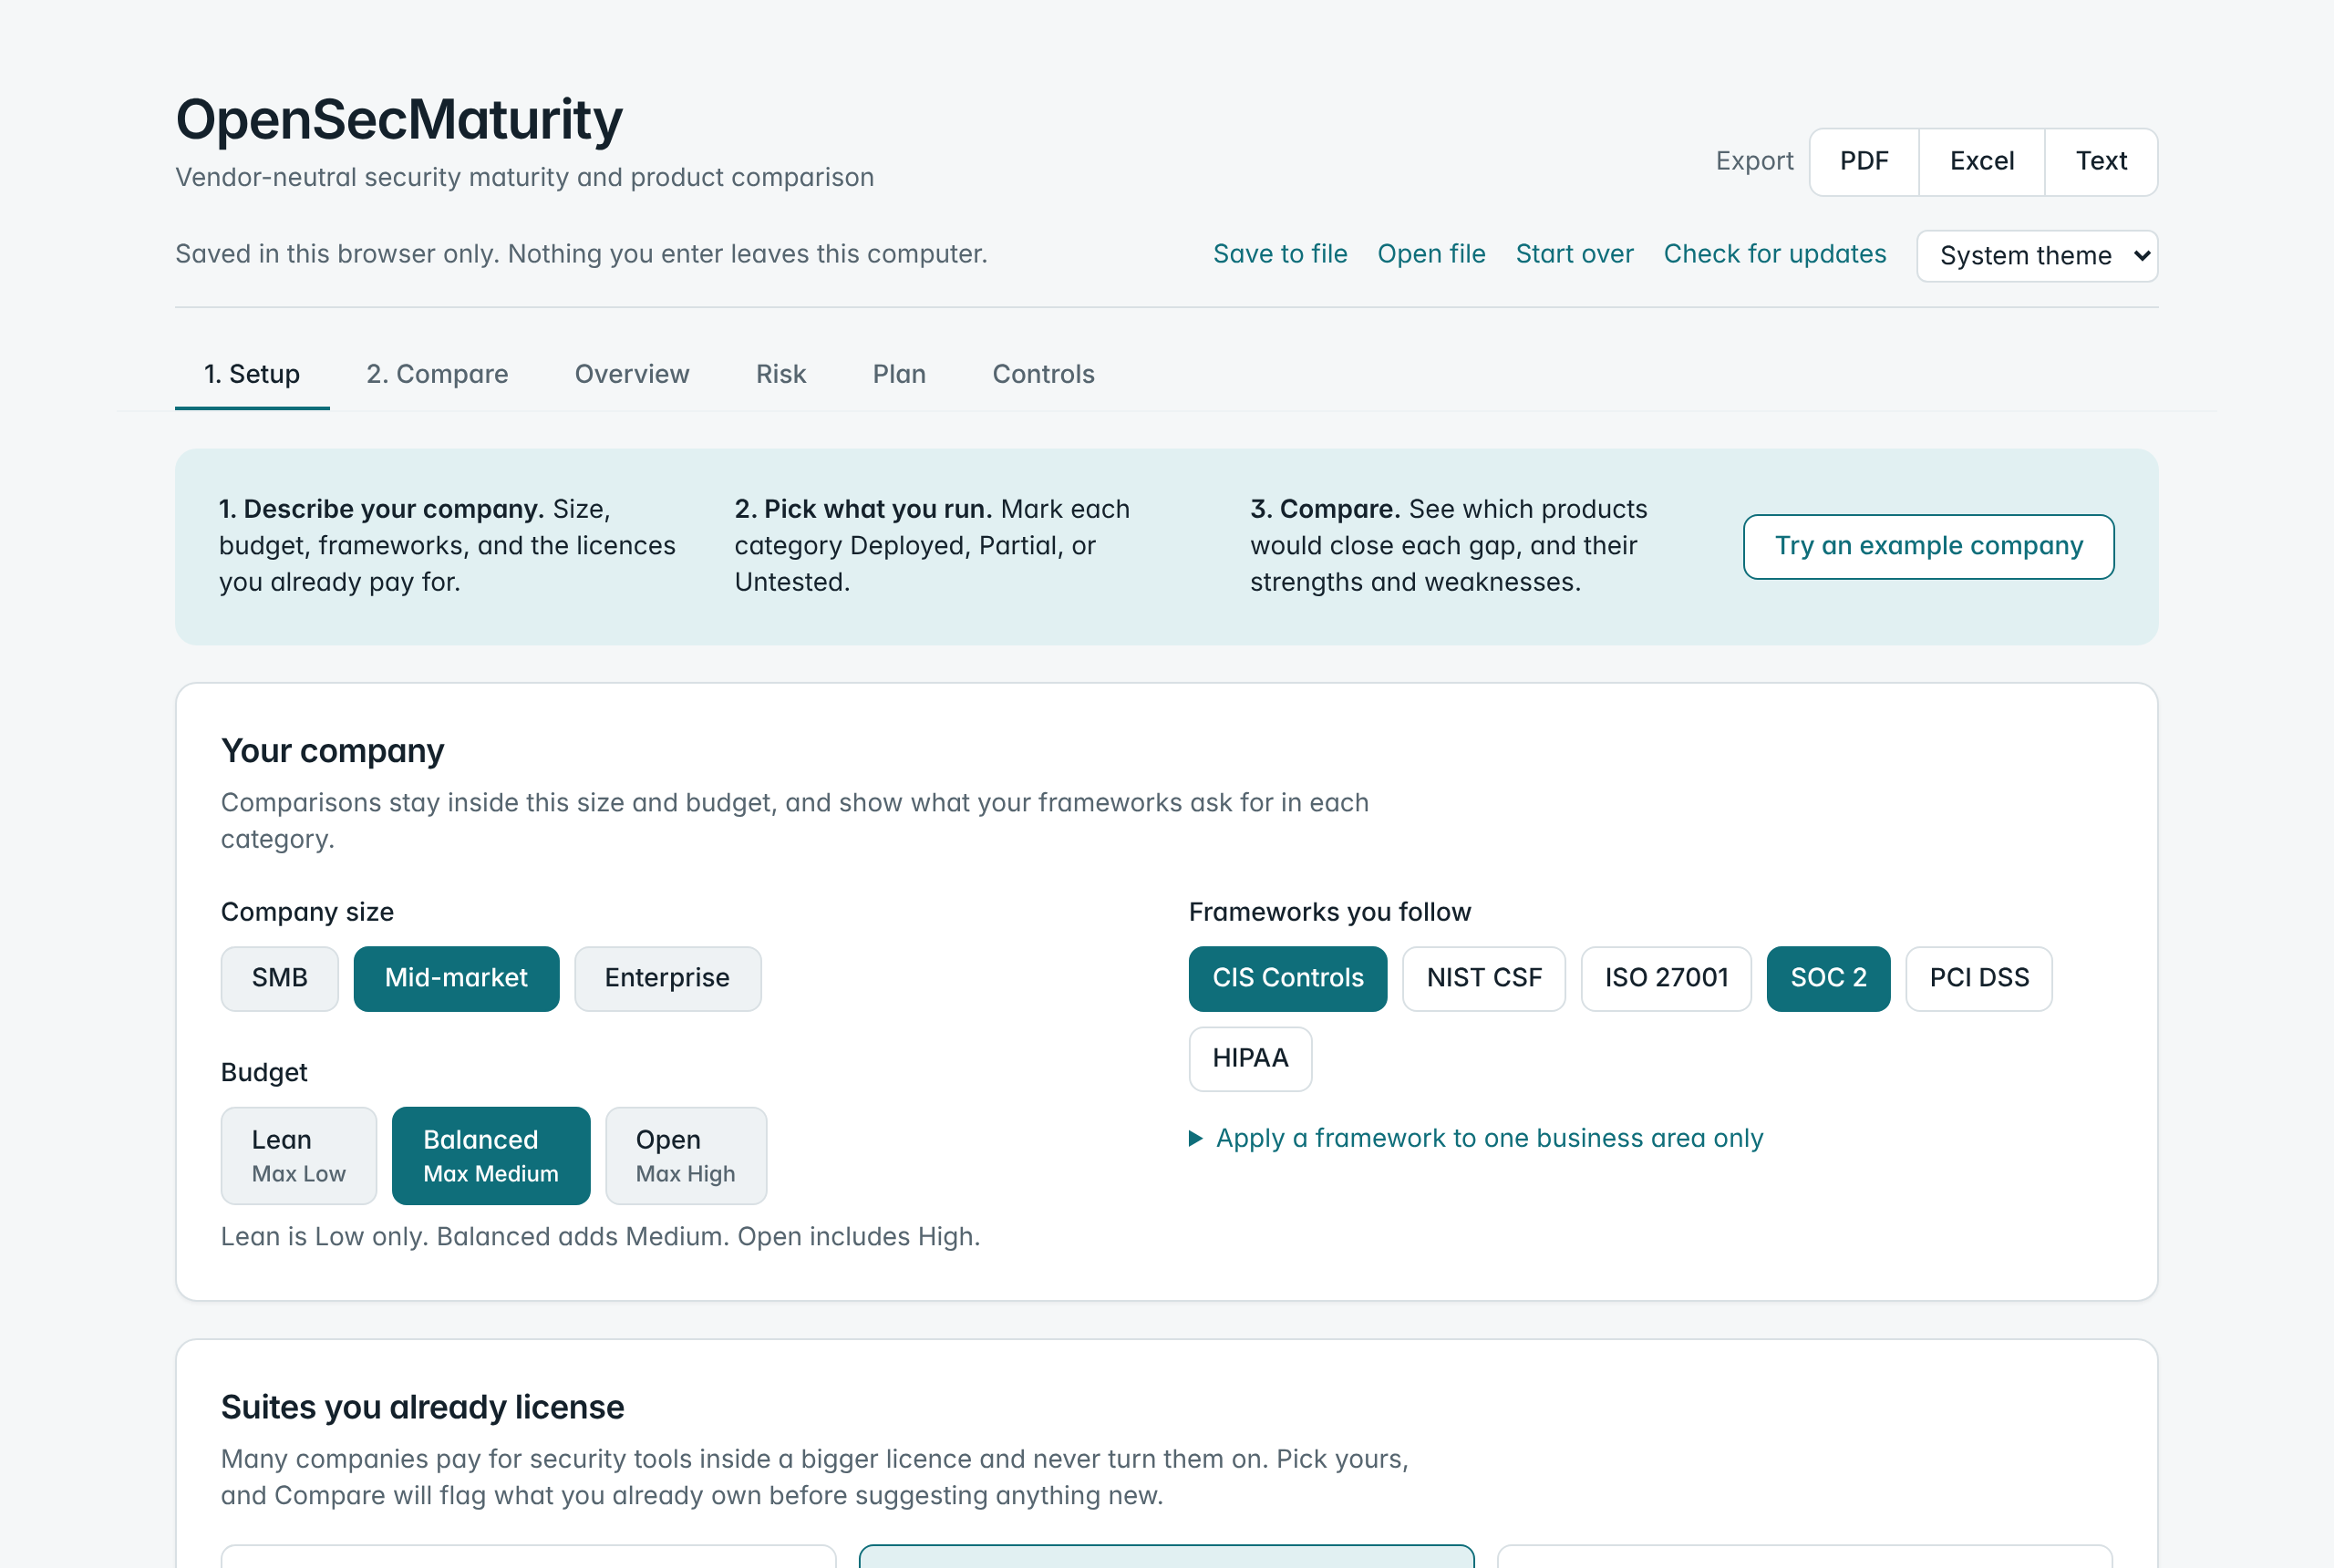 OpenSecMaturity
Vendor-neutral security maturity and product comparison
Export
PDF
Excel
Text
Saved in this browser only. Nothing you enter leaves this computer.
Save to file
Open file
Start over
Check for updates
System theme
1. Setup
2. Compare
Overview
Risk
Plan
Controls
1. Describe your company. Size,
budget, frameworks, and the licences
you already pay for.
2. Pick what you run. Mark each
category Deployed, Partial, or
Untested.
3. Compare. See which products
would close each gap, and their
strengths and weaknesses.
Try an example company
Your company
Comparisons stay inside this size and budget, and show what your frameworks ask for in each
category.
Company size
SMB
Mid-market
Enterprise
Budget
Lean
Max Low
Balanced
Max Medium
Open
Max High
Lean is Low only. Balanced adds Medium. Open includes High.
Frameworks you follow
CIS Controls
NIST CSF
ISO 27001
SOC 2
PCI DSS
HIPAA
Apply a framework to one business area only
Suites you already license
Many companies pay for security tools inside a bigger licence and never turn them on. Pick yours,
and Compare will flag what you already own before suggesting anything new.